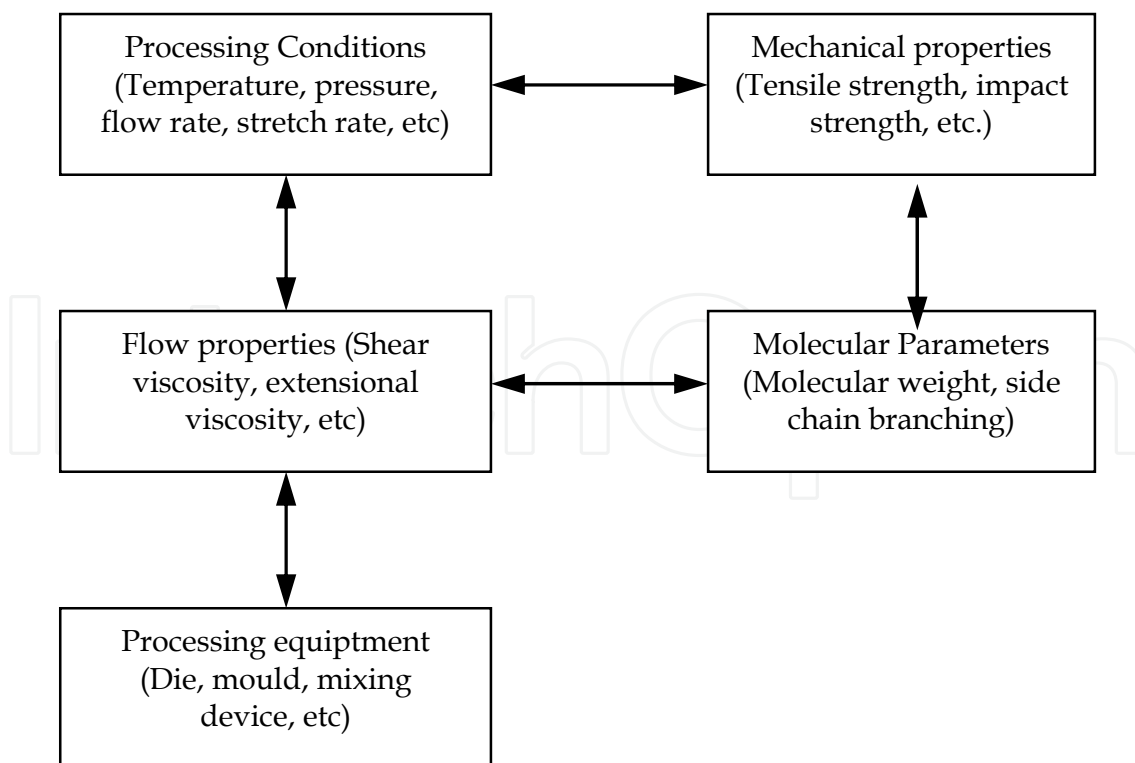 Processing Conditions
(Temperature, pressure,
flow rate, stretch rate, etc)
Mechanical properties
(Tensile strength, impact
strength, etc.)
Flow properties (Shear
viscosity, extensional
viscosity, etc)
Molecular Parameters
(Molecular weight, side
chain branching)
Processing equiptment
(Die, mould, mixing
device, etc)